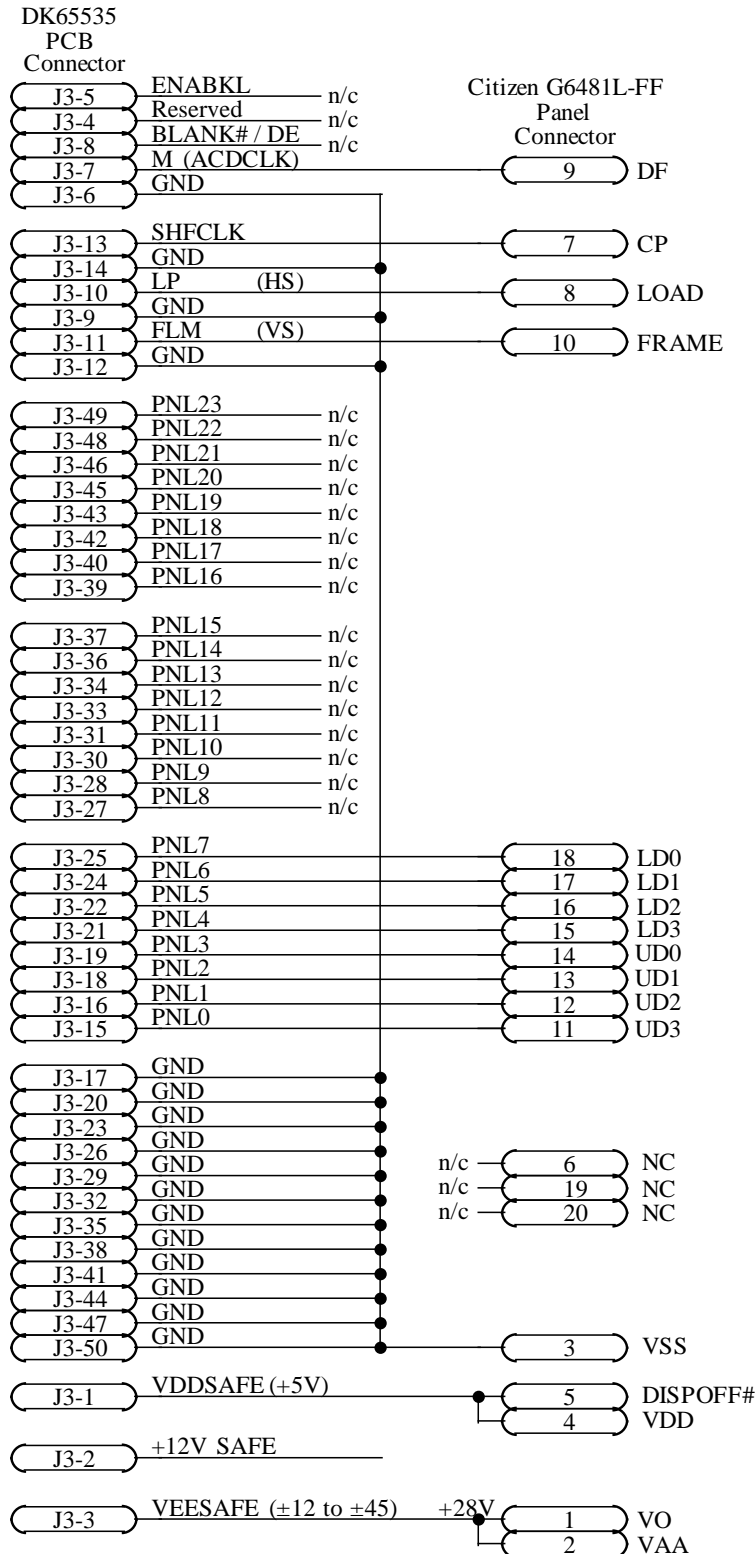 DK65535
PCB
Connector
Citizen G6481L-FF
Panel
Connector
J3-5 ENABKL n/c
J3-4 Reserved n/c
J3-8 BLANK# / DE n/c
J3-7 M (ACDCLK) 9 DF
J3-6 GND
J3-13 SHFCLK 7 CP
J3-14 GND
J3-10 LP (HS) 8 LOAD
J3-9 GND
J3-11 FLM (VS) 10 FRAME
J3-12 GND
J3-49 PNL23 n/c
J3-48 PNL22 n/c
J3-46 PNL21 n/c
J3-45 PNL20 n/c
J3-43 PNL19 n/c
J3-42 PNL18 n/c
J3-40 PNL17 n/c
J3-39 PNL16 n/c
J3-37 PNL15 n/c
J3-36 PNL14 n/c
J3-34 PNL13 n/c
J3-33 PNL12 n/c
J3-31 PNL11 n/c
J3-30 PNL10 n/c
J3-28 PNL9 n/c
J3-27 PNL8 n/c
J3-25 PNL7 18 LD0
J3-24 PNL6 17 LD1
J3-22 PNL5 16 LD2
J3-21 PNL4 15 LD3
J3-19 PNL3 14 UD0
J3-18 PNL2 13 UD1
J3-16 PNL1 12 UD2
J3-15 PNL0 11 UD3
J3-17 GND
J3-20 GND
J3-23 GND
J3-26 GND
J3-29 GND n/c 6 NC
J3-32 GND n/c 19 NC
J3-35 GND n/c 20 NC
J3-38 GND
J3-41 GND
J3-44 GND
J3-47 GND
J3-50 GND 3 VSS
J3-1 VDDSAFE (+5V) 5 DISPOFF#
4 VDD
J3-2 +12V SAFE
J3-3 VEESAFE (±12 to ±45) +28V 1 VO
2 VAA